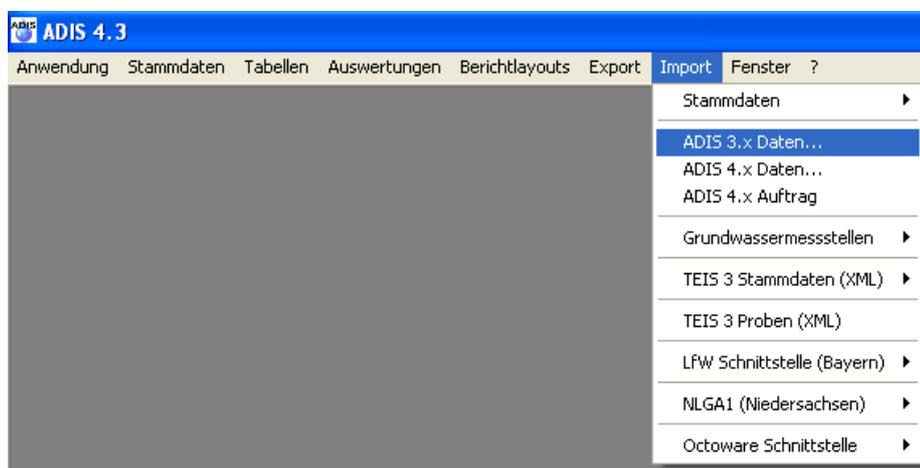 ADIS ADIS 4.3
Anwendung Stammdaten Tabellen Auswertungen Berichtlayouts Export Import Fenster ?
Stammdaten
ADIS 3.x Daten...
ADIS 4.x Daten...
ADIS 4.x Auftrag
Grundwassermessstellen
TEIS 3 Stammdaten (XML)
TEIS 3 Proben (XML)
LfW Schnittstelle (Bayern)
NLGA1 (Niedersachsen)
Octoware Schnittstelle